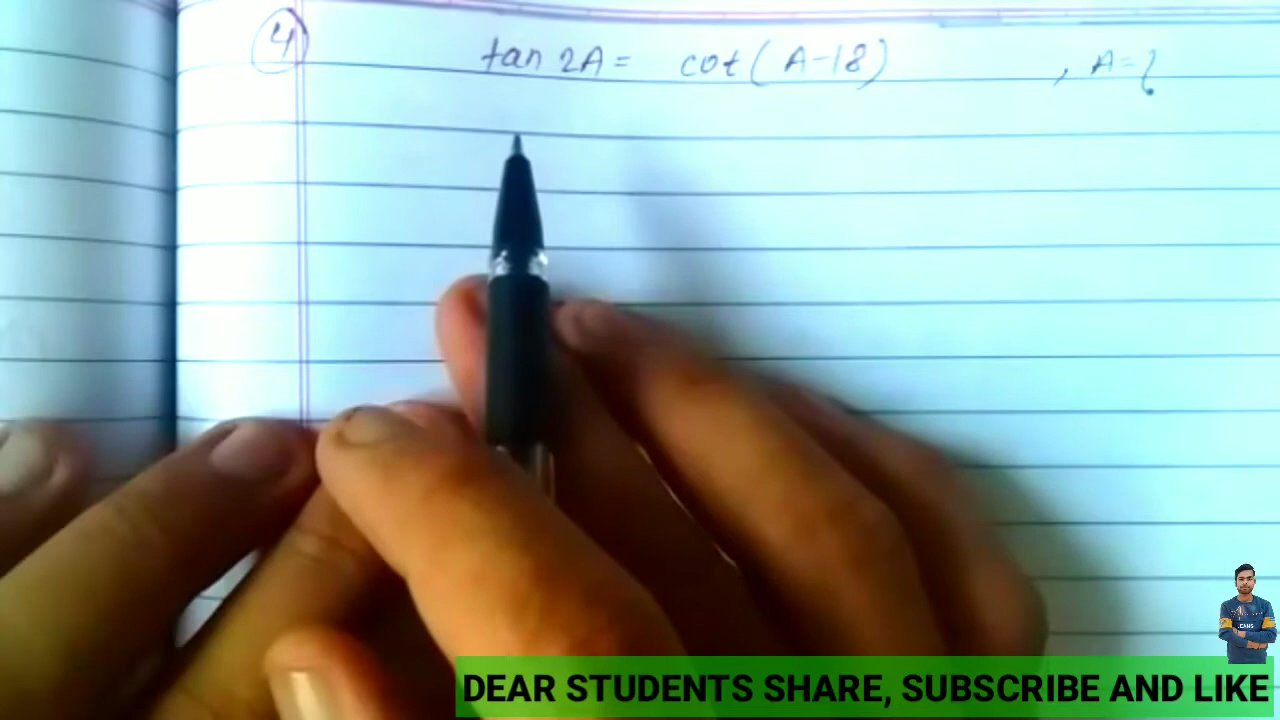 4 tan 2A = cot(A-18) , A=?
DEAR STUDENTS SHARE, SUBSCRIBE AND LIKE